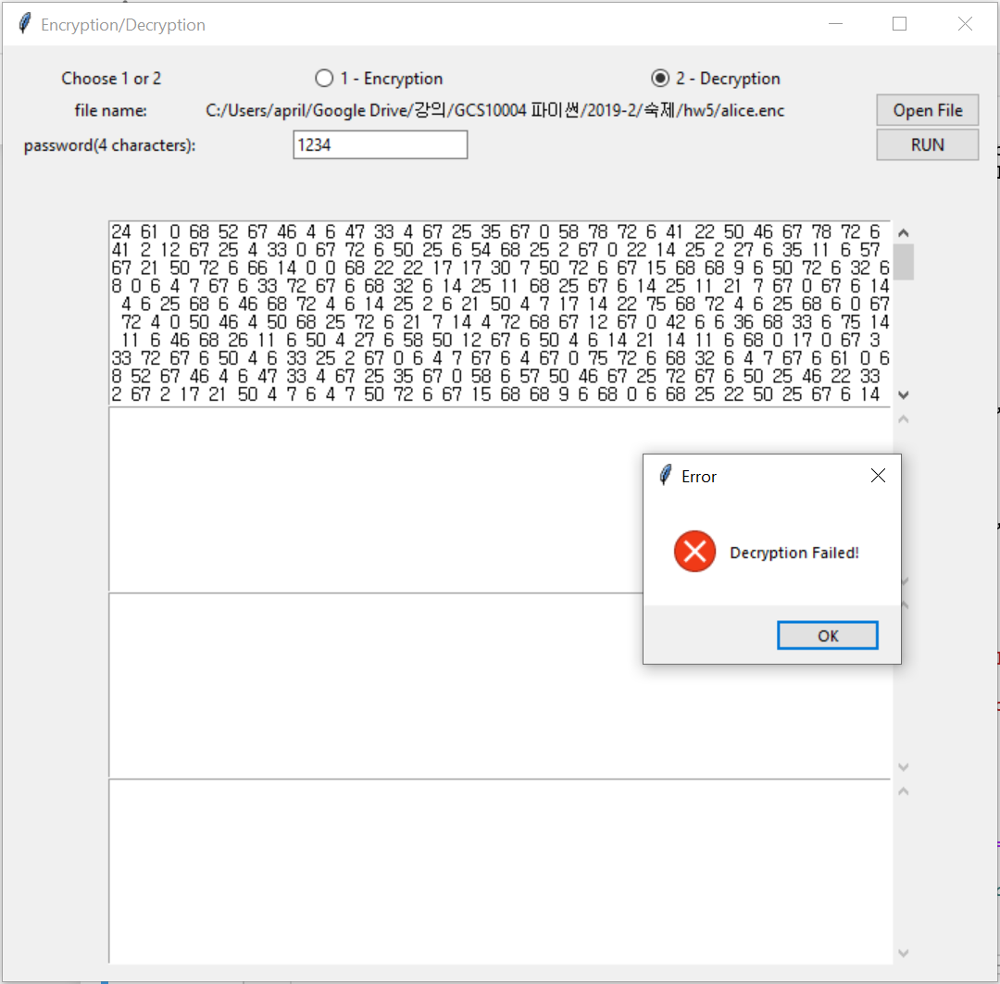 Encryption/Decryption
Choose 1 or 2 1 - Encryption 2 - Decryption
file name: C:/Users/april/Google Drive/강의/GCS10004 파이썬/2019-2/숙제/hw5/alice.enc Open File
password(4 characters): 1234 RUN
24 61 0 68 52 67 46 4 6 47 33 4 67 25 35 67 0 58 78 72 6 41 22 50 46 67 78 72 6
41 2 12 67 25 4 33 0 67 72 6 50 25 6 54 68 25 2 67 0 22 14 25 2 27 6 35 11 6 57
67 21 50 72 6 66 14 0 0 68 22 22 17 17 30 7 50 72 6 67 15 68 68 9 6 50 72 6 32 6
8 0 6 4 7 67 6 33 72 67 6 68 32 6 14 25 11 68 25 67 6 14 25 11 21 7 67 0 67 6 14
4 6 25 68 6 46 68 72 4 6 14 25 2 6 21 50 4 7 17 14 22 75 68 72 4 6 25 68 6 0 67
72 4 0 50 46 4 50 68 25 72 6 21 7 14 4 72 68 67 12 67 0 42 6 6 36 68 33 6 75 14
11 6 46 68 26 11 6 50 4 27 6 58 50 12 67 6 50 4 6 14 21 14 11 6 68 0 17 0 67 3
33 72 67 6 50 4 6 33 25 2 67 0 6 4 7 67 6 4 67 0 75 72 6 68 32 6 4 7 67 6 61 0 6
8 52 67 46 4 6 47 33 4 67 25 35 67 0 58 6 57 50 46 67 25 72 67 6 50 25 46 22 33
2 67 2 17 21 50 4 7 6 4 7 50 72 6 67 15 68 68 9 6 68 0 6 68 25 22 50 25 67 6 14
Error
Decryption Failed!
OK